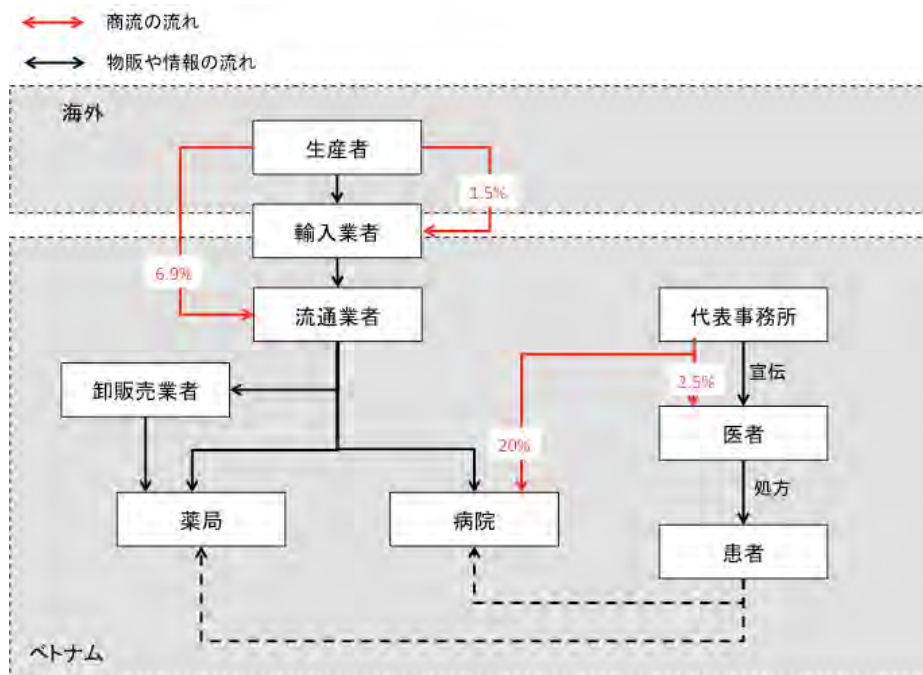 商流の流れ
物販や情報の流れ
海外
生産者
1.5%
輸入業者
6.9%
流通業者
代表事務所
宣伝
卸販売業者
2.5%
医者
20%
処方
薬局
病院
患者
ベトナム